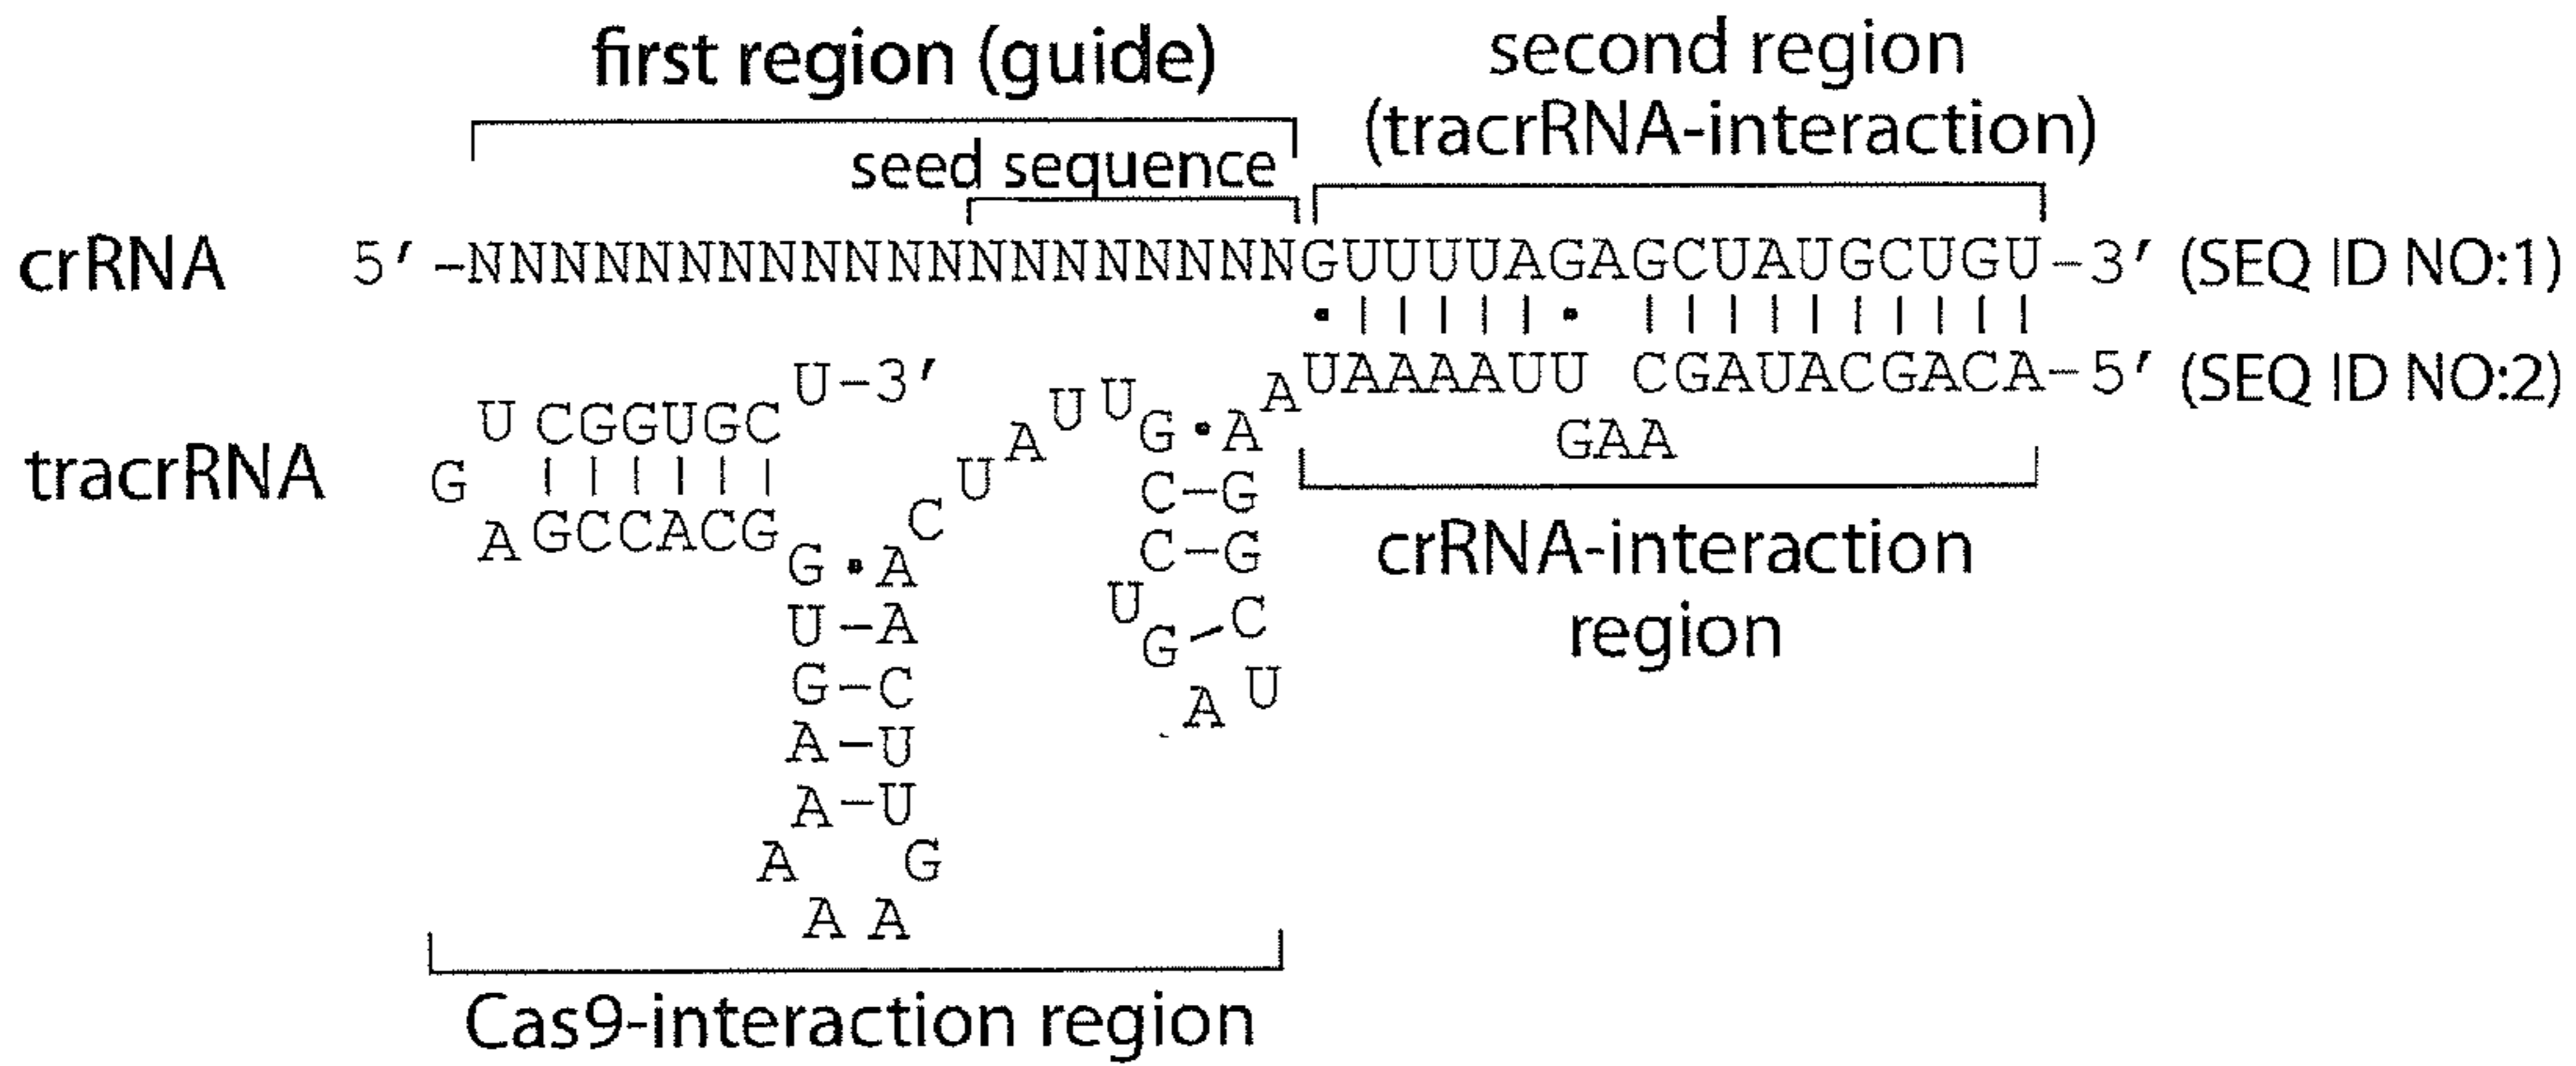 first region (guide)
second region
(tracrRNA-interaction)
seed sequence
crRNA 5′-NNNNNNNNNNNNNNNNNNNNGUUUUAGAGCUAUGCUGU-3′ (SEQ ID NO:1)
UAAAAUU CGAUACGACA-5′ (SEQ ID NO:2)
GAA
U-3′
U CGGUGC
tracrRNA
G
A GCCACG
C U A U U G·A A
C-G
C-G
U G-C
A U
G·A
U-A
G-C
A-U
A-U
A G
A A
crRNA-interaction
region
Cas9-interaction region